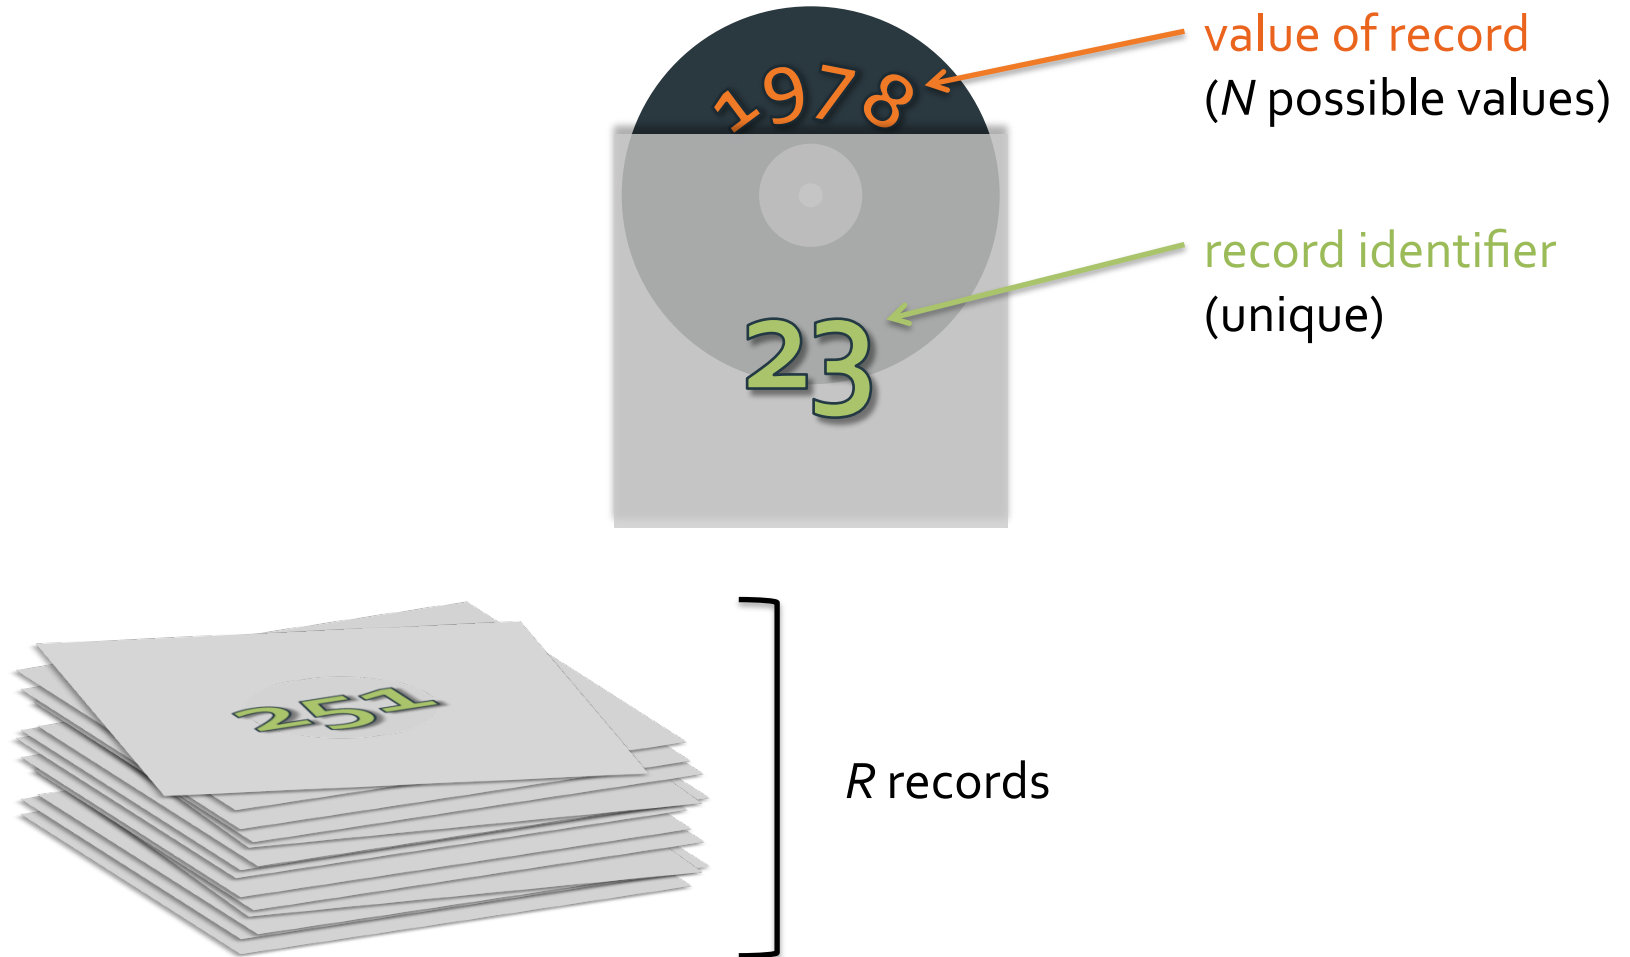 1978
value of record
(N possible values)
record identifier
(unique)
23
251
R records